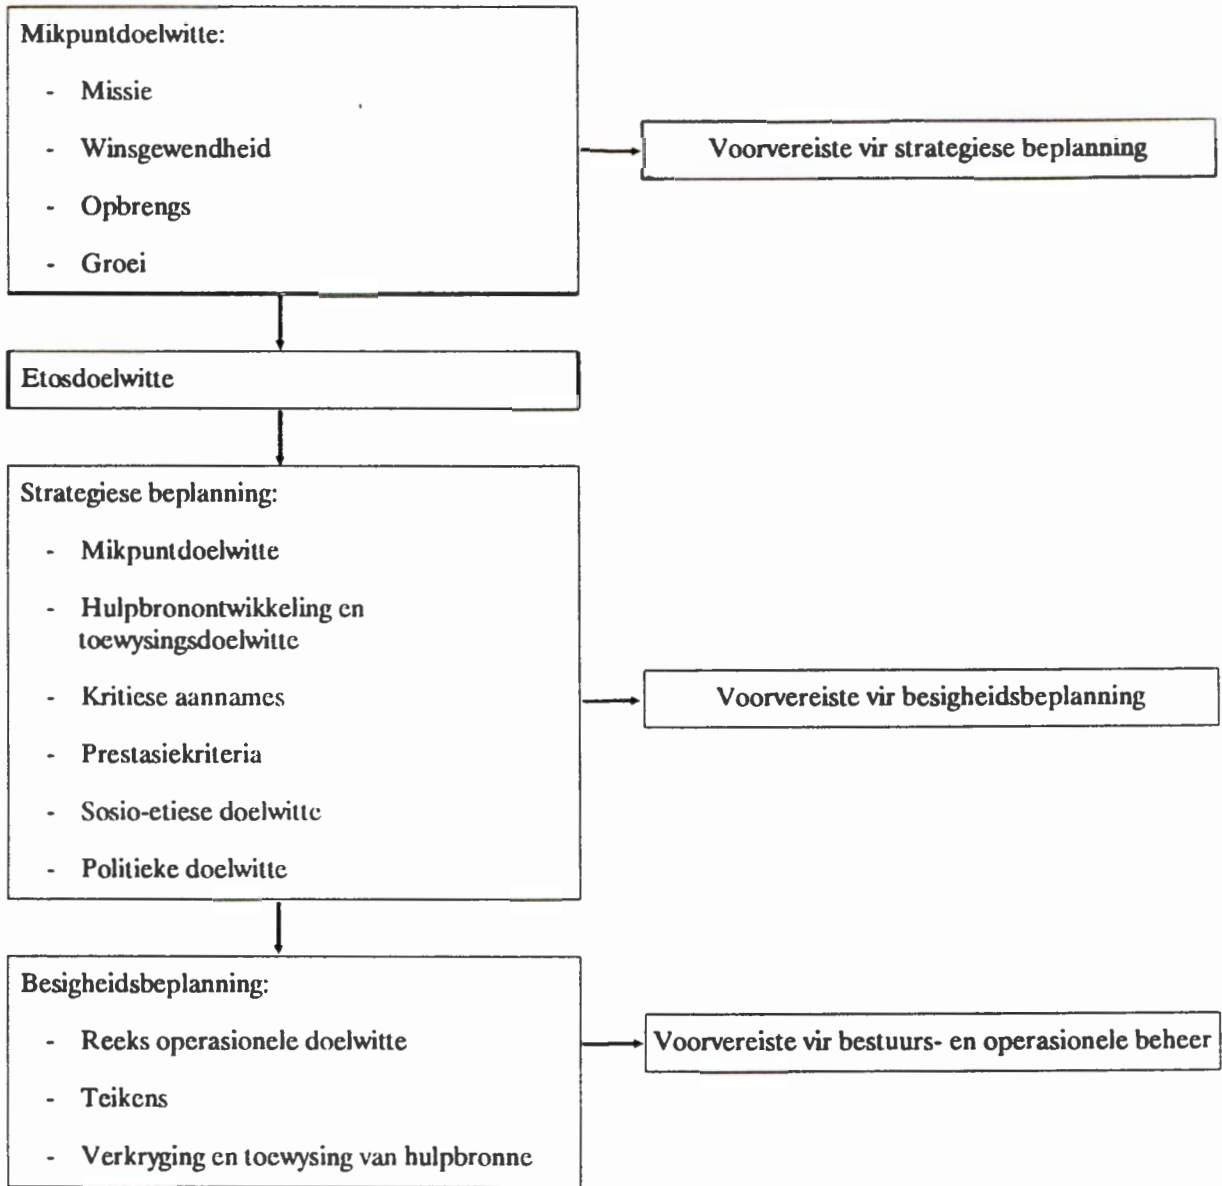 Mikpuntdoelwitte:
- Missie
- Winsgewendheid
- Opbrengs
- Groei
Voorvereiste vir strategiese beplanning
Etosdoelwitte
Strategiese beplanning:
- Mikpuntdoelwitte
- Hulpbronontwikkeling en
toewysingsdoelwitte
- Kritiese aannames
- Prestasiekriteria
- Sosio-etiese doelwitte
- Politieke doelwitte
Voorvereiste vir besigheidsbeplanning
Besigheidsbeplanning:
- Reeks operasionele doelwitte
- Teikens
- Verkryging en toewysing van hulpbronne
Voorvereiste vir bestuurs- en operasionele beheer